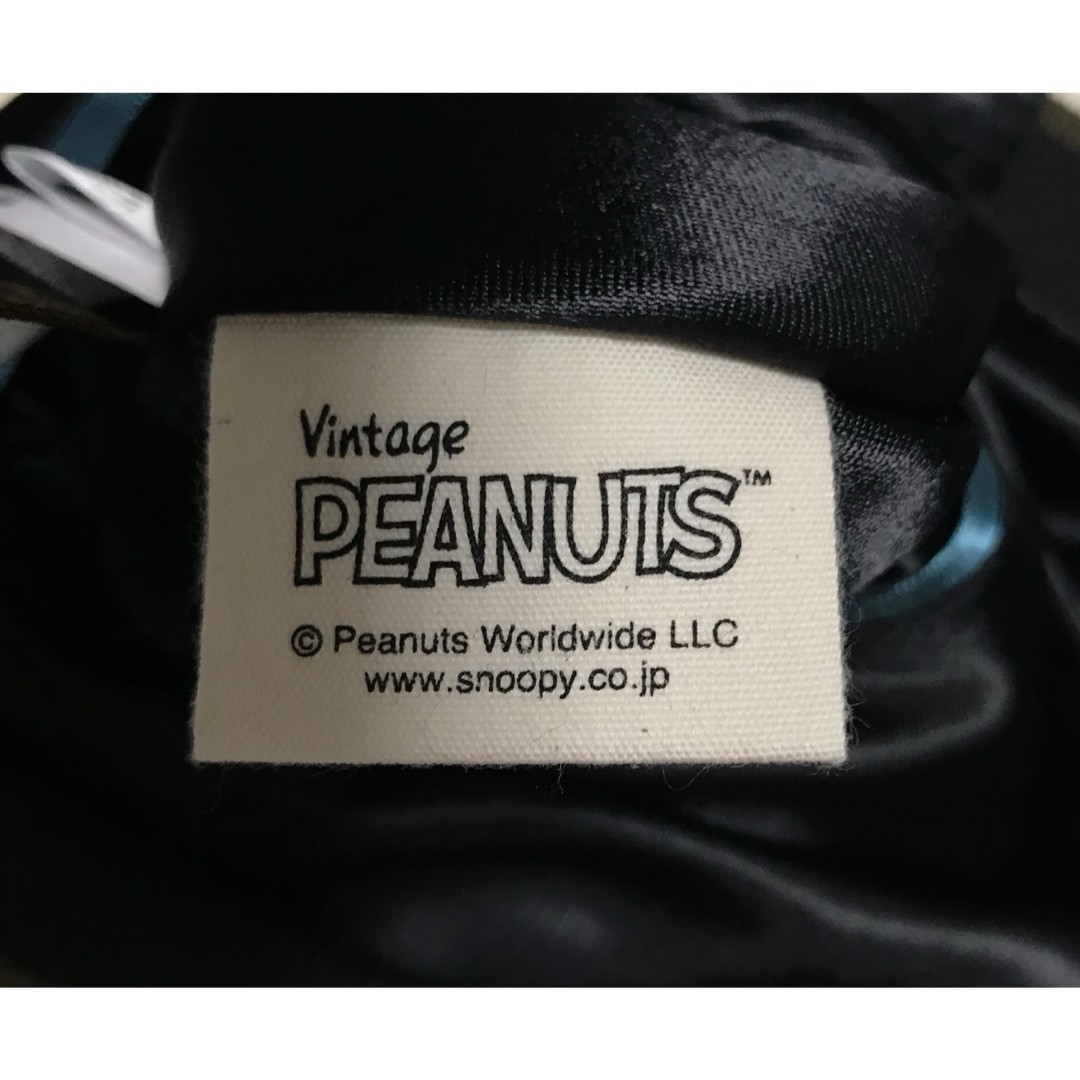 Vintage
PEANUTS™
© Peanuts Worldwide LLC
www.snoopy.co.jp